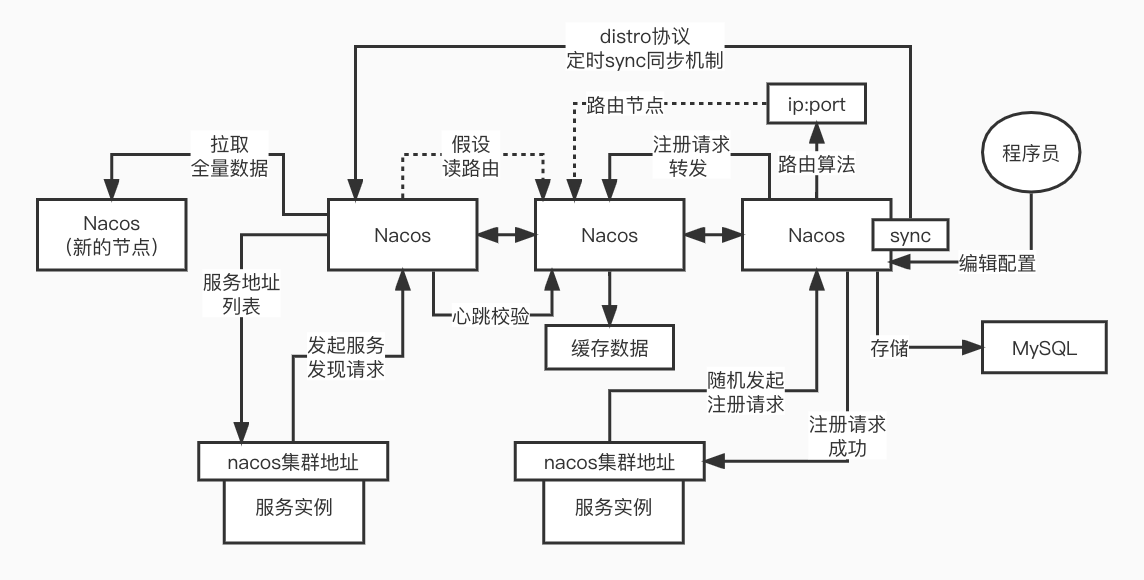 distro协议
定时sync同步机制
路由节点
ip:port
拉取
全量数据
假设
读路由
注册请求
转发
路由算法
程序员
Nacos
(新的节点)
Nacos
Nacos
Nacos
sync
编辑配置
服务地址
列表
心跳校验
发起服务
发现请求
缓存数据
存储
MySQL
随机发起
注册请求
注册请求
成功
nacos集群地址
服务实例
nacos集群地址
服务实例